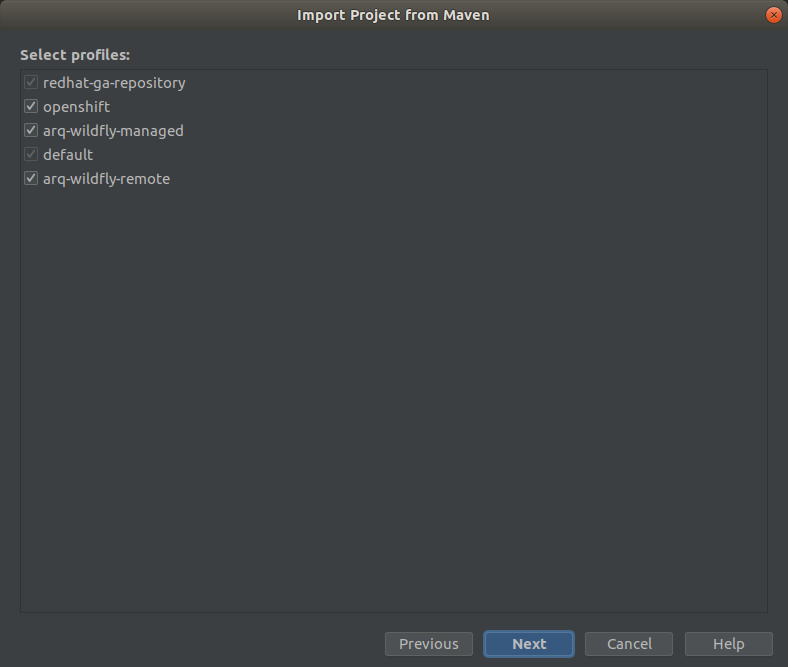 Import Project from Maven
Select profiles:
redhat-ga-repository
openshift
arq-wildfly-managed
default
arq-wildfly-remote
Previous Next Cancel Help